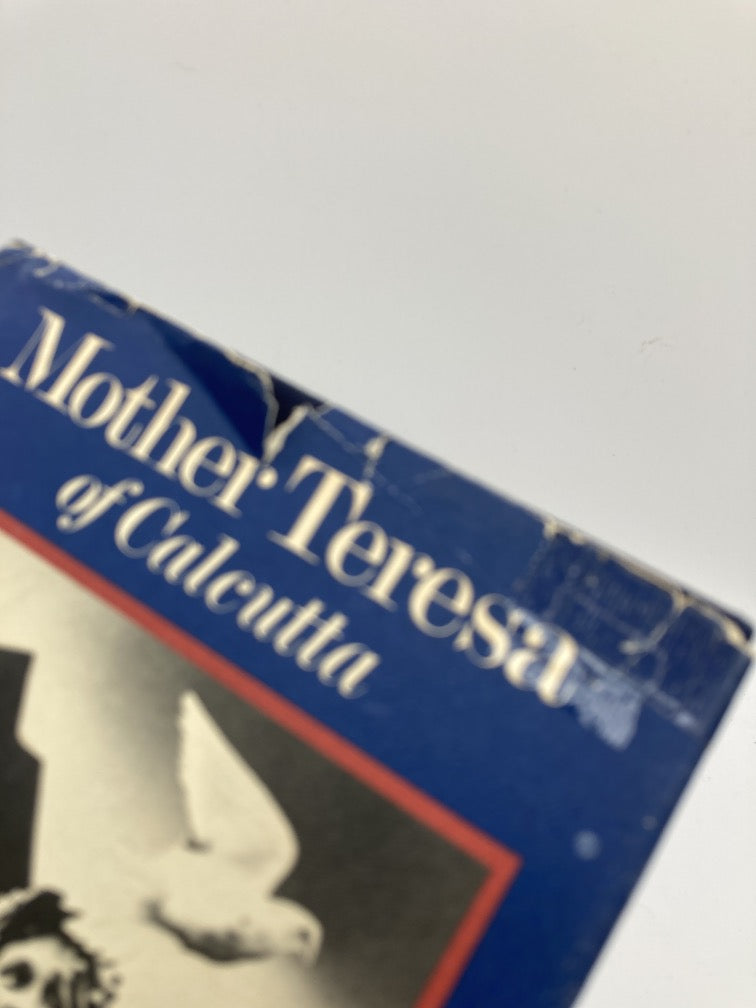 Mother Teresa
of Calcutta